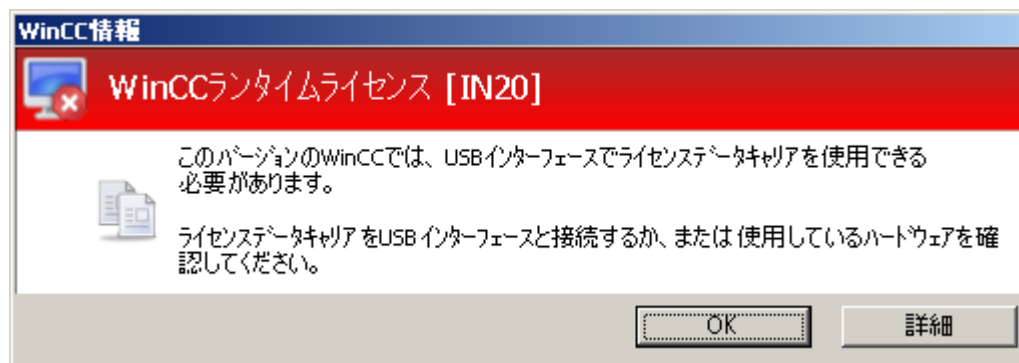 WinCC情報
WinCCランタイムライセンス [IN20]
このバージョンのWinCCでは、USBインターフェースでライセンスデータキャリアを使用できる
必要があります。
ライセンスデータキャリアをUSBインターフェースと接続するか、または使用しているハードウェアを確
認してください。
OK
詳細